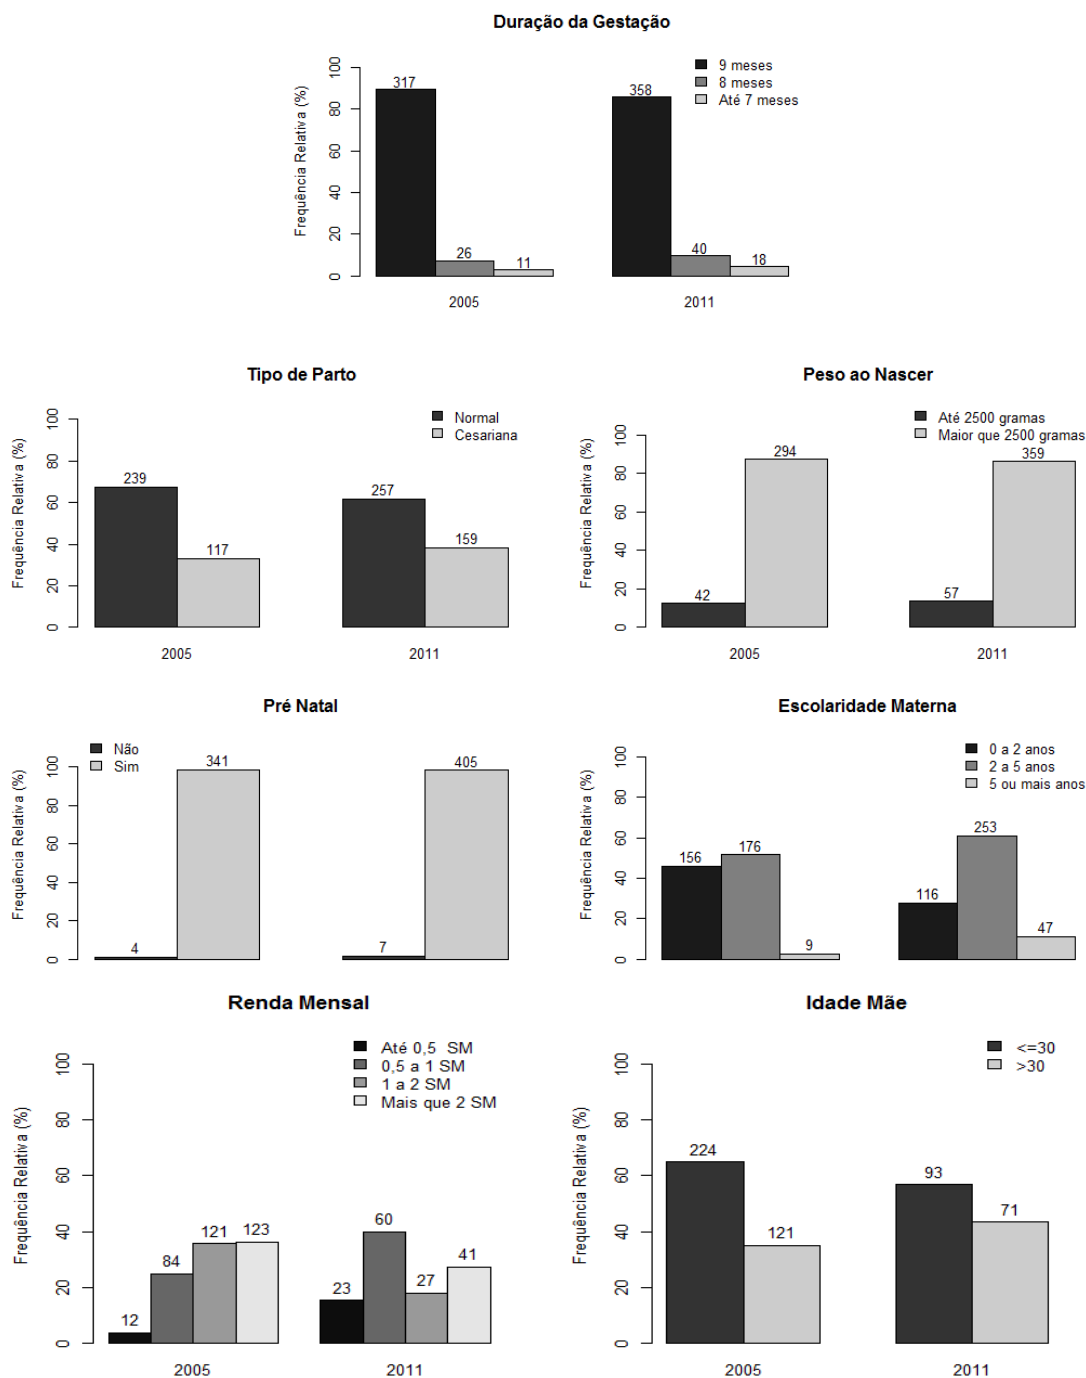 Duração da Gestação
Frequência Relativa (%)
0 20 40 60 80 100
9 meses
8 meses
Até 7 meses
317
26
11
358
40
18
2005
2011
Tipo de Parto
Frequência Relativa (%)
0 20 40 60 80 100
Normal
Cesariana
239
117
257
159
2005
2011
Peso ao Nascer
Frequência Relativa (%)
0 20 40 60 80 100
Até 2500 gramas
Maior que 2500 gramas
42
294
57
359
2005
2011
Pré Natal
Frequência Relativa (%)
0 20 40 60 80 100
Não
Sim
4
341
7
405
Escolaridade Materna
Frequência Relativa (%)
0 20 40 60 80 100
0 a 2 anos
2 a 5 anos
5 ou mais anos
156
176
9
116
253
47
Renda Mensal
Frequência Relativa (%)
0 20 40 60 80 100
Até 0,5 SM
0,5 a 1 SM
1 a 2 SM
Mais que 2 SM
12
84
121
123
23
60
27
41
2005
2011
Idade Mãe
Frequência Relativa (%)
0 20 40 60 80 100
<=30
>30
224
121
93
71
2005
2011